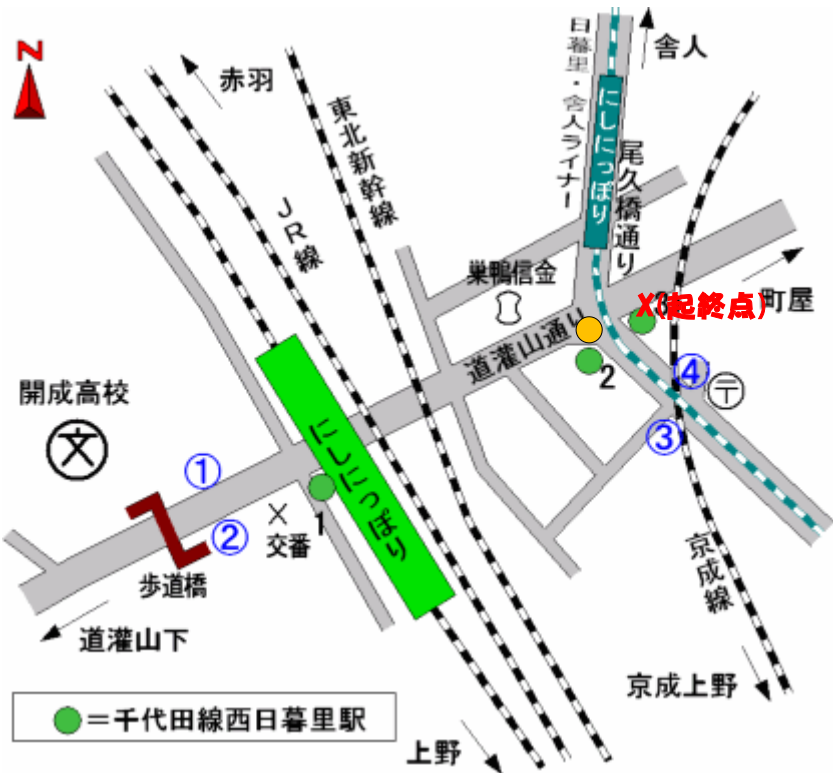 N
赤羽
東北新幹線
JR線
日暮里・舎人ライナー
にしにっぽり
舎人
尾久橋通り
巣鴨信金
道灌山通り
3
X(起終点)
町屋
2
④
〒
③
開成高校
文
①
②
にしにっぽり
1
交番
歩道橋
道灌山下
京成線
京成上野
上野
=千代田線西日暮里駅